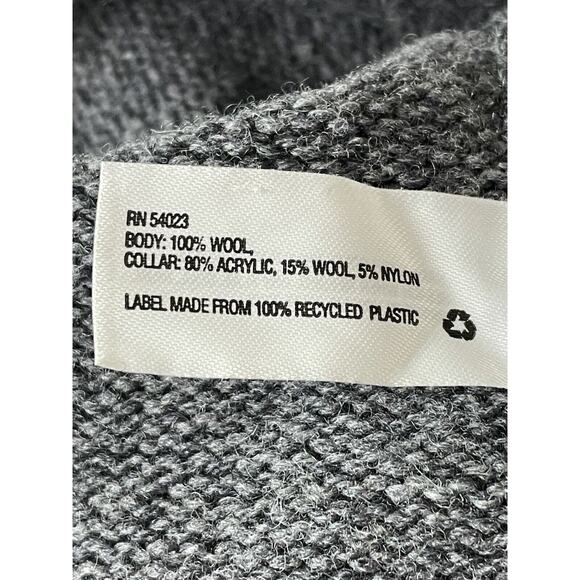 RN 54023
BODY: 100% WOOL,
COLLAR: 80% ACRYLIC, 15% WOOL, 5% NYLON
LABEL MADE FROM 100% RECYCLED PLASTIC